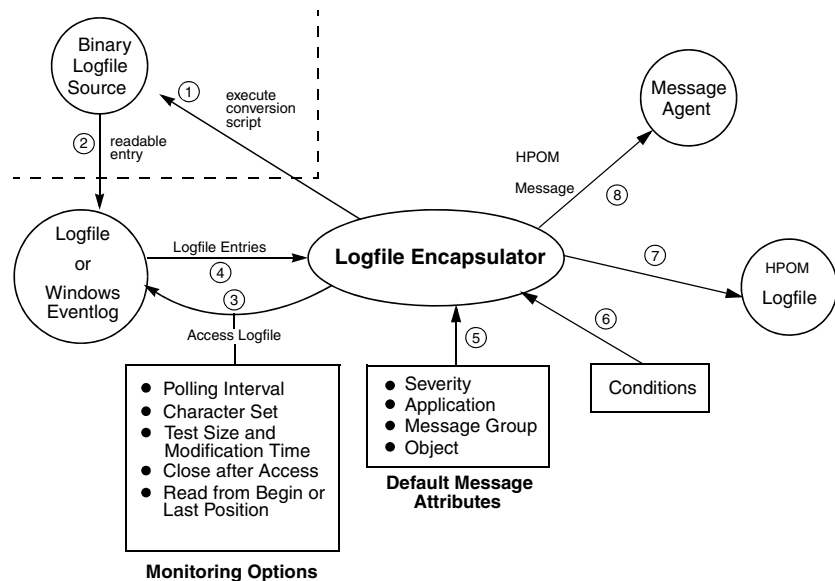 Binary
Logfile
Source
1
execute
conversion
script
2
readable
entry
Message
Agent
HPOM
Message
8
Logfile
or
Windows
Eventlog
Logfile Entries
4
3
Access Logfile
Logfile Encapsulator
7
HPOM
Logfile
5
6
● Polling Interval
● Character Set
● Test Size and
Modification Time
● Close after Access
● Read from Begin or
Last Position
Monitoring Options
● Severity
● Application
● Message Group
● Object
Default Message
Attributes
Conditions